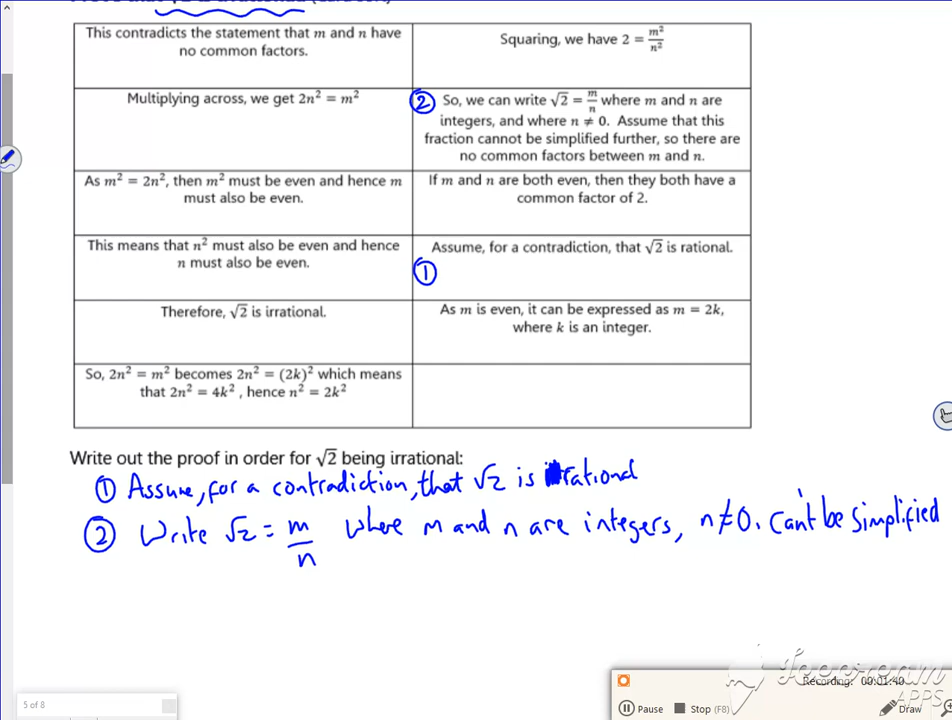 This contradicts the statement that m and n have
no common factors.
Squaring, we have 2 = m²/n²
Multiplying across, we get 2n² = m²
② So, we can write √2 = m/n where m and n are
integers, and where n ≠ 0. Assume that this
fraction cannot be simplified further, so there are
no common factors between m and n.
As m² = 2n², then m² must be even and hence m
must also be even.
If m and n are both even, then they both have a
common factor of 2.
This means that n² must also be even and hence
n must also be even.
Assume, for a contradiction, that √2 is rational.
①
Therefore, √2 is irrational.
As m is even, it can be expressed as m = 2k,
where k is an integer.
So, 2n² = m² becomes 2n² = (2k)² which means
that 2n² = 4k² , hence n² = 2k²
Write out the proof in order for √2 being irrational:
① Assume, for a contradiction, that √2 is rational
② Write √2 = m/n where m and n are integers, n≠0. Can't be simplified
5 of 8
Icecream
APPS
Recording: 00:01:40
Pause
Stop (F8)
Draw